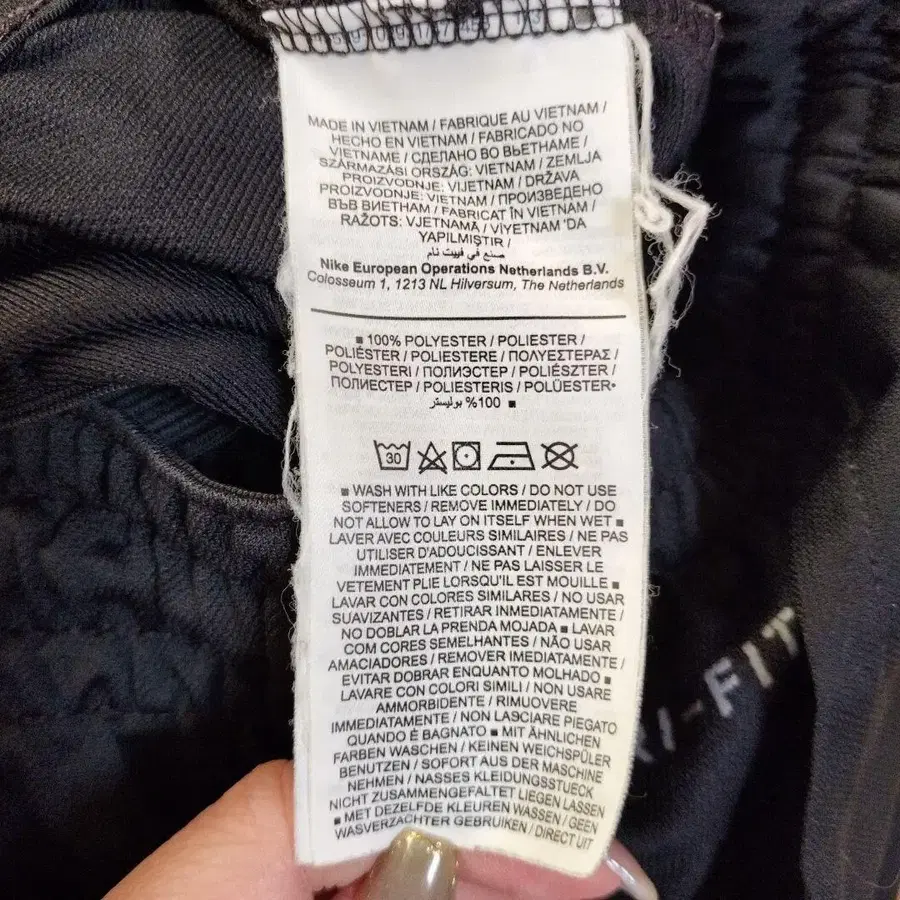 MADE IN VIETNAM / FABRIQUE AU VIETNAM /
HECHO EN VIETNAM / FABRICADO NO
VIETNAME / СДЕЛАНО ВО ВЬЕТНАМЕ /
SZÁRMAZÁSI ORSZÁG: VIETNAM / ZEMLJA
PROIZVODNJE: VIJETNAM / DRŽAVA
PROIZVODNJE: VIETNAM / ПРОИЗВЕДЕНО
ВЪВ ВИЕТНАМ / FABRICAT ÎN VIETNAM /
RAŽOTS: VJETNAMĀ / VİYETNAM 'DA
YAPILMIŞTIR /
صنع في فييت نام
Nike European Operations Netherlands B.V.
Colosseum 1, 1213 NL Hilversum, The Netherlands
■ 100% POLYESTER / POLIESTER /
POLIÉSTER / POLIESTERE / ΠΟΛΥΕΣΤΕΡΑΣ /
POLYESTERI / ПОЛИЭСТЕР / POLIÉSZTER /
ПОЛИЕСТЕР / POLIESTERIS / POLÜESTER•
100% بوليستر ■
30
■ WASH WITH LIKE COLORS / DO NOT USE
SOFTENERS / REMOVE IMMEDIATELY / DO
NOT ALLOW TO LAY ON ITSELF WHEN WET ■
LAVER AVEC COULEURS SIMILAIRES / NE PAS
UTILISER D'ADOUCISSANT / ENLEVER
IMMEDIATEMENT / NE PAS LAISSER LE
VETEMENT PLIE LORSQU'IL EST MOUILLE ■
LAVAR CON COLORES SIMILARES / NO USAR
SUAVIZANTES / RETIRAR INMEDIATAMENTE /
NO DOBLAR LA PRENDA MOJADA ■ LAVAR
COM CORES SEMELHANTES / NÃO USAR
AMACIADORES / REMOVER IMEDIATAMENTE /
EVITAR DOBRAR ENQUANTO MOLHADO ■
LAVARE CON COLORI SIMILI / NON USARE
AMMORBIDENTE / RIMUOVERE
IMMEDIATAMENTE / NON LASCIARE PIEGATO
QUANDO È BAGNATO ■ MIT ÄHNLICHEN
FARBEN WASCHEN / KEINEN WEICHSPÜLER
BENUTZEN / SOFORT AUS DER MASCHINE
NEHMEN / NASSES KLEIDUNGSSTUECK
NICHT ZUSAMMENGEFALTET LIEGEN LASSEN
■ MET DEZELFDE KLEUREN WASSEN / GEEN
WASVERZACHTER GEBRUIKEN / DIRECT UIT
RI-FIT